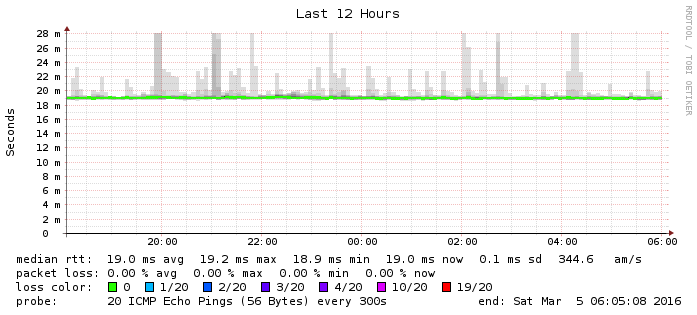 Last 12 Hours
RRDTOOL / TOBI OETIKER
Seconds
28 m
26 m
24 m
22 m
20 m
18 m
16 m
14 m
12 m
10 m
8 m
6 m
4 m
2 m
0
20:00 22:00 00:00 02:00 04:00 06:00
median rtt: 19.0 ms avg 19.2 ms max 18.9 ms min 19.0 ms now 0.1 ms sd 344.6 am/s
packet loss: 0.00 % avg 0.00 % max 0.00 % min 0.00 % now
loss color: 0 1/20 2/20 3/20 4/20 10/20 19/20
probe: 20 ICMP Echo Pings (56 Bytes) every 300s end: Sat Mar 5 06:05:08 2016